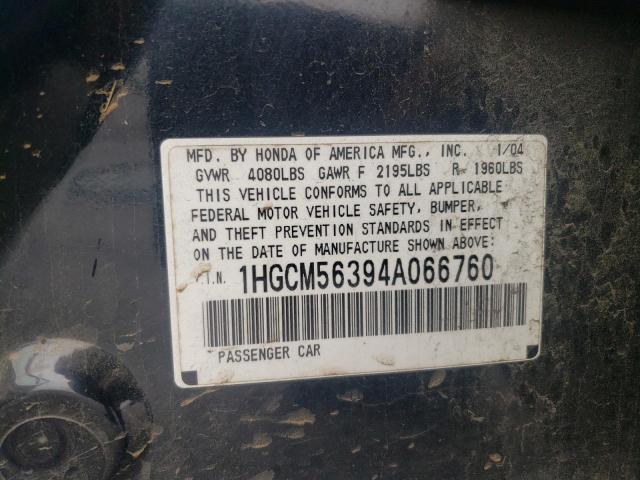 MFD. BY HONDA OF AMERICA MFG., INC. 1/04
GVWR 4080LBS GAWR F 2195LBS R 1960LBS
THIS VEHICLE CONFORMS TO ALL APPLICABLE
FEDERAL MOTOR VEHICLE SAFETY, BUMPER,
AND THEFT PREVENTION STANDARDS IN EFFECT
ON THE DATE OF MANUFACTURE SHOWN ABOVE:
V.I.N. 1HGCM56394A066760
PASSENGER CAR